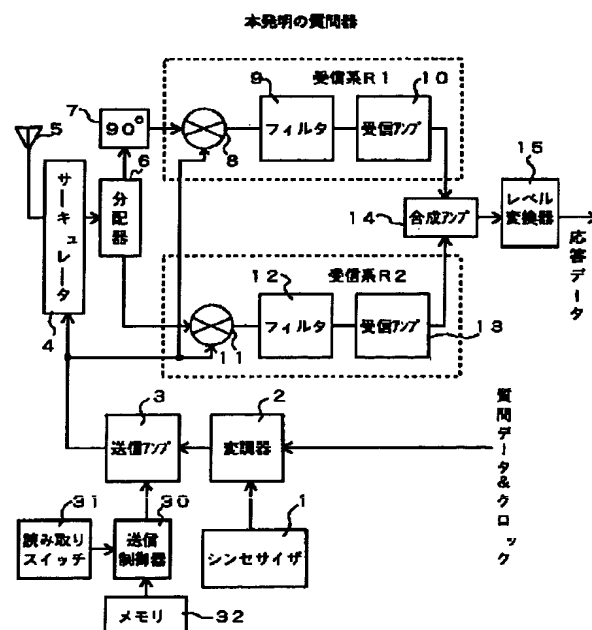 本発明の質問器
受信系R1
9
10
フィルタ
受信アンプ
8
7
90°
5
6
分配器
サーキュレータ
4
15
レベル
変換器
14
合成アンプ
応答データ
受信系R2
12
フィルタ
受信アンプ
13
11
3
送信アンプ
2
変調器
質問データ&クロック
31
読み取り
スイッチ
30
送信
制御器
1
シンセサイザ
メモリ
32